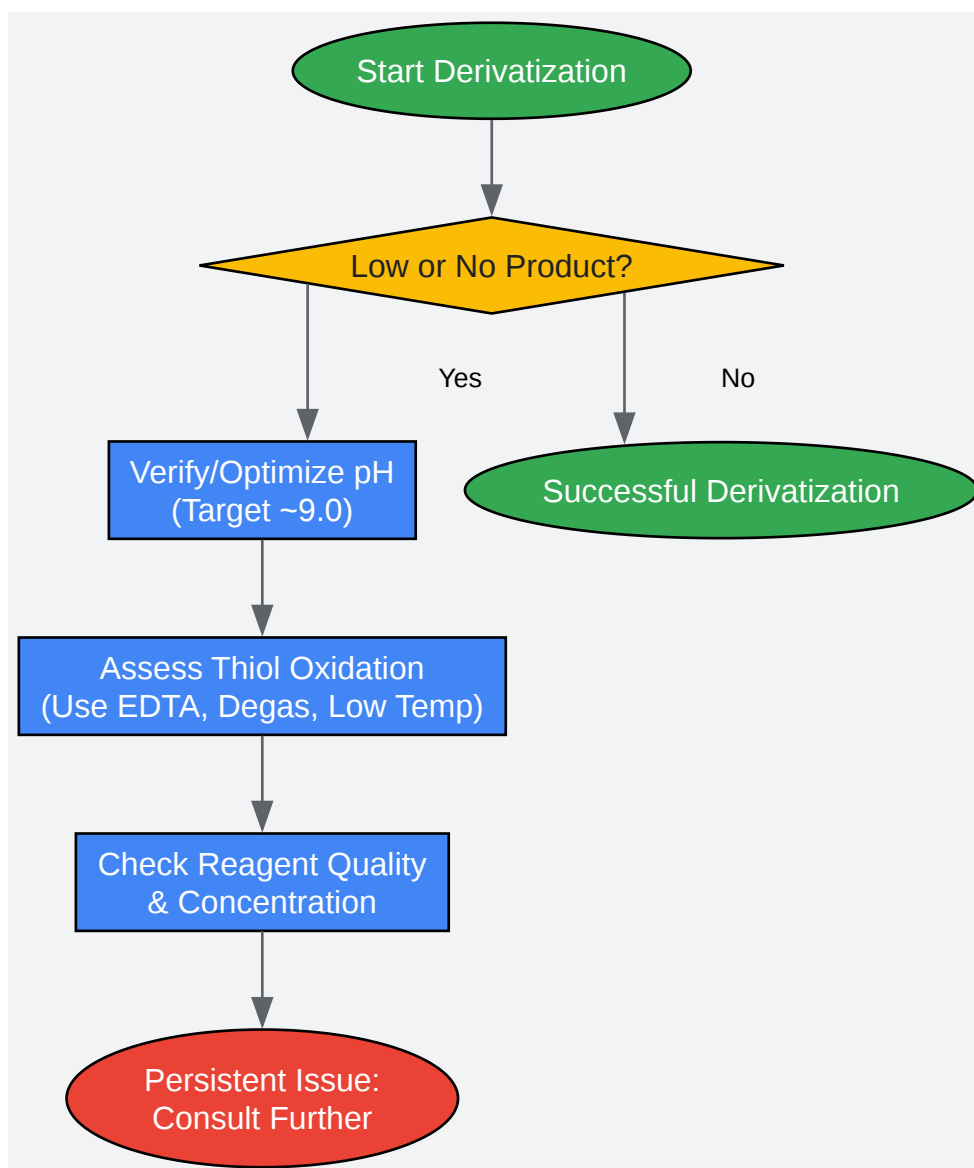 Start Derivatization
Low or No Product?
Yes
No
Verify/Optimize pH
(Target ~9.0)
Successful Derivatization
Assess Thiol Oxidation
(Use EDTA, Degas, Low Temp)
Check Reagent Quality
& Concentration
Persistent Issue:
Consult Further